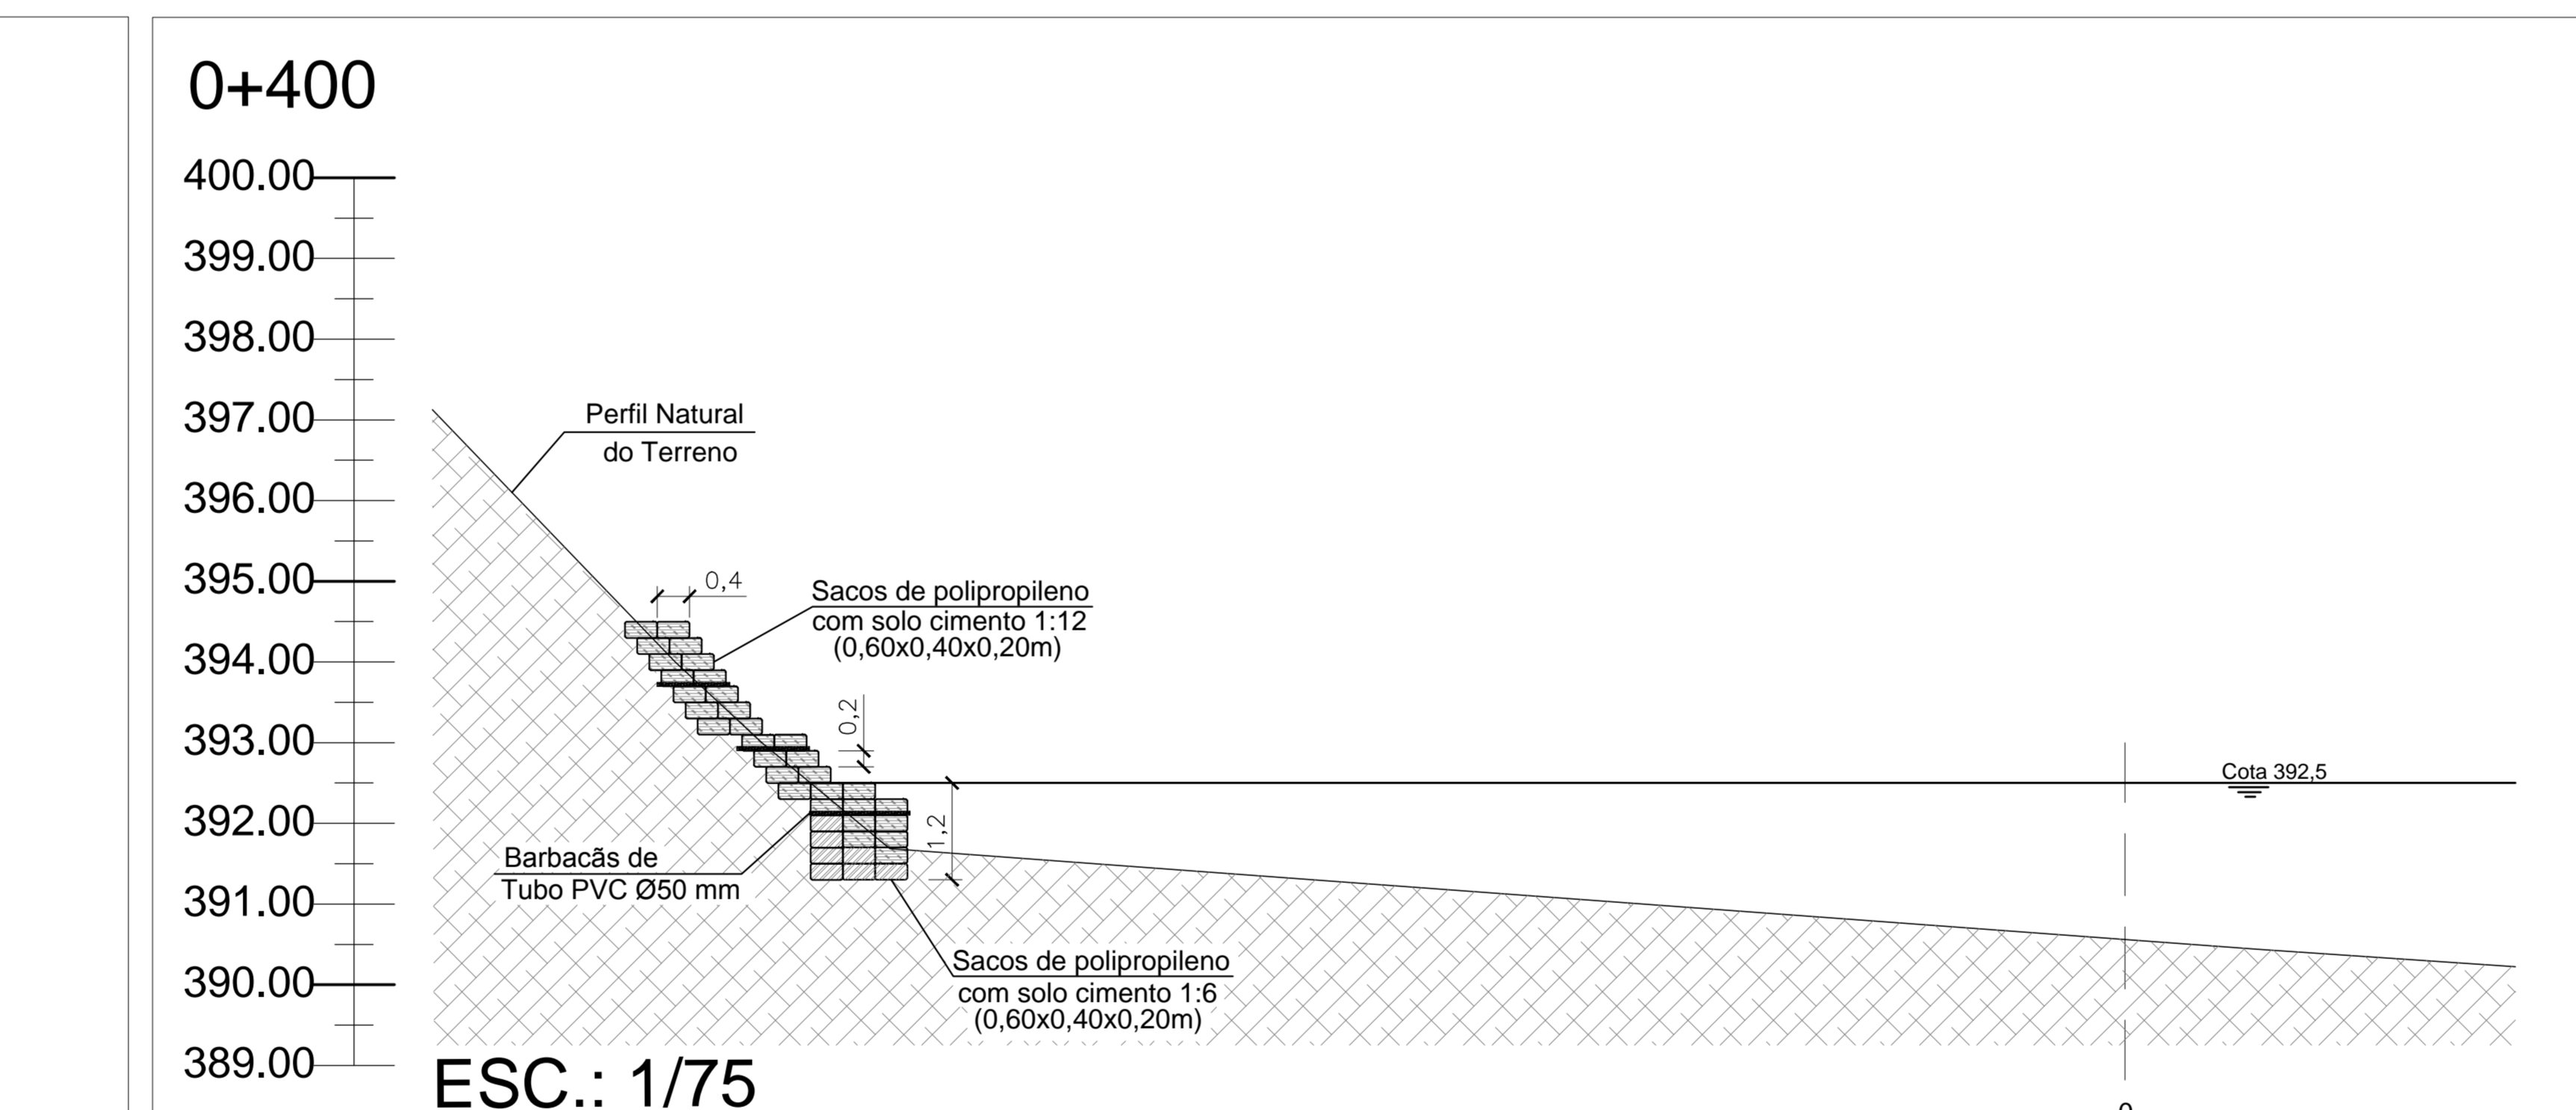 0+400
400.00
399.00
398.00
397.00
396.00
395.00
394.00
393.00
392.00
391.00
390.00
389.00
Perfil Natural
do Terreno
0,4
Sacos de polipropileno
com solo cimento 1:12
(0,60x0,40x0,20m)
0,2
Cota 392,5
1,2
Barbacãs de
Tubo PVC Ø50 mm
Sacos de polipropileno
com solo cimento 1:6
(0,60x0,40x0,20m)
ESC.: 1/75